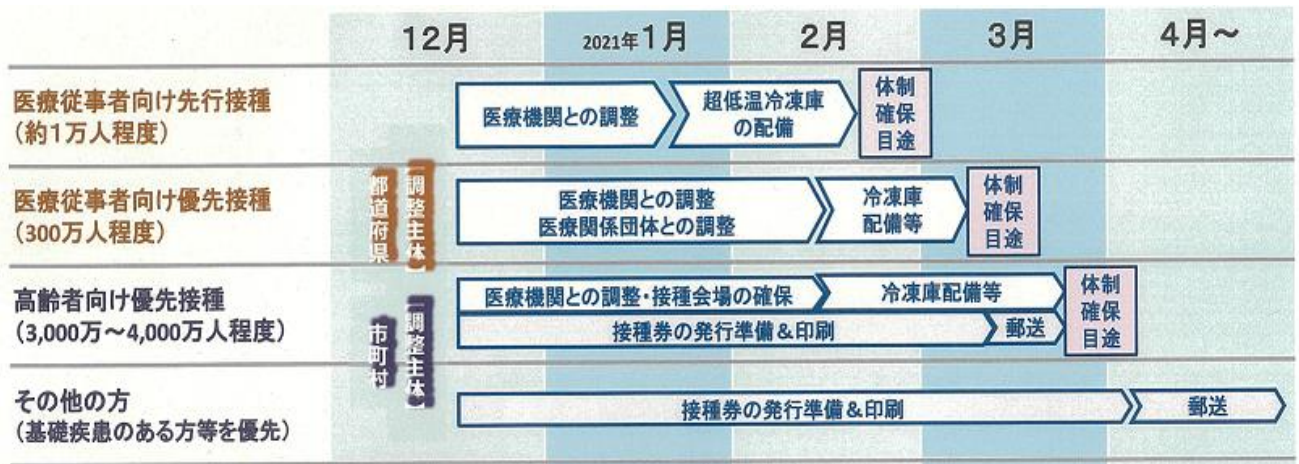 12月
2021年1月
2月
3月
4月～
医療従事者向け先行接種
（約1万人程度）
医療機関との調整
超低温冷凍庫
の配備
体制
確保
目途
医療従事者向け優先接種
（300万人程度）
【調整主体】
都道府県
医療機関との調整
医療関係団体との調整
冷凍庫
配備等
体制
確保
目途
高齢者向け優先接種
（3,000万～4,000万人程度）
【調整主体】
市町村
医療機関との調整・接種会場の確保
冷凍庫配備等
接種券の発行準備＆印刷
郵送
体制
確保
目途
その他の方
（基礎疾患のある方等を優先）
接種券の発行準備＆印刷
郵送